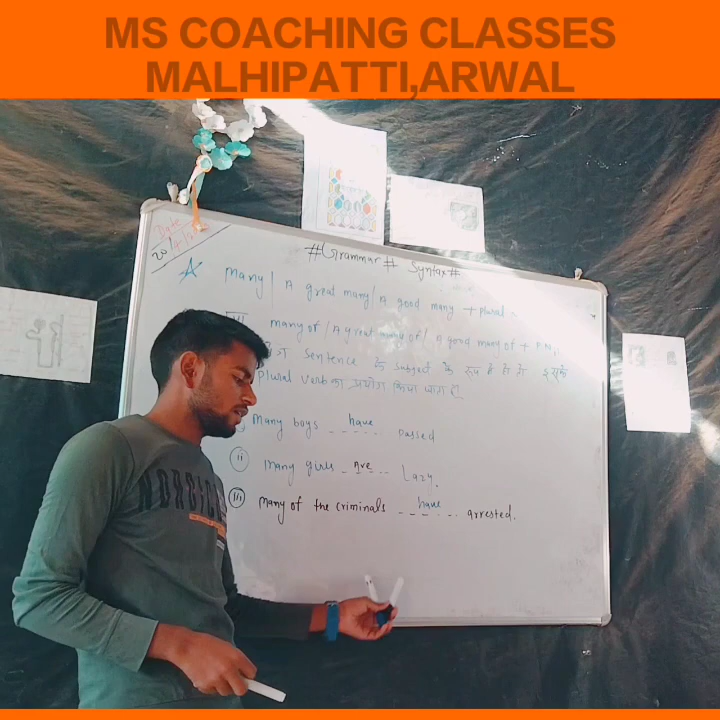 MS COACHING CLASSES
MALHIPATTI,ARWAL
Date
#Grammar# Syntax#
Many / A great many / A good many + Plural
many of / A great many of / A good many of + P.N
Sentence के subject के रूप में हो तो इसके
Plural verb का प्रयोग किया जाता है
many boys ----- have passed
ii many girls - are -- Lazy.
iii many of the criminals ---- have arrested.
NORDIC